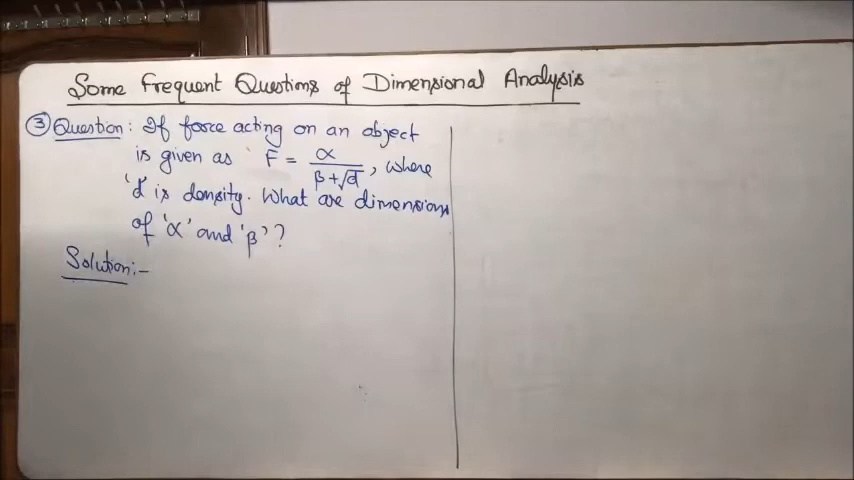 Some Frequent Questions of Dimensional Analysis
③ Question: If force acting on an object
is given as F = α / (β + √d), where
'd' is density. What are dimensions
of 'α' and 'β'?
Solution:-